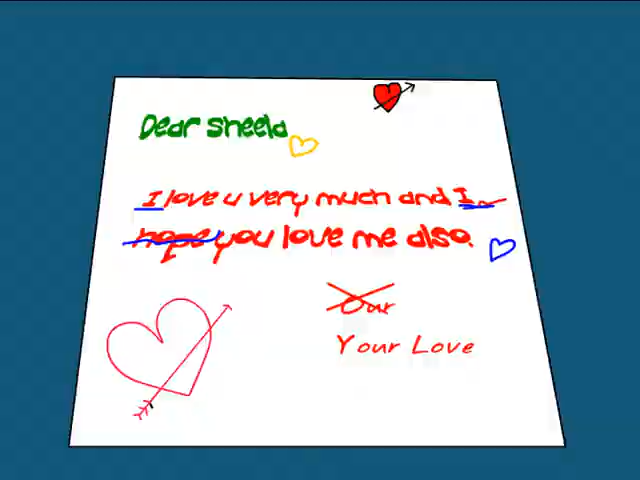 Dear sheela
I love u very much and I
hope you love me also.
Our
Your Love